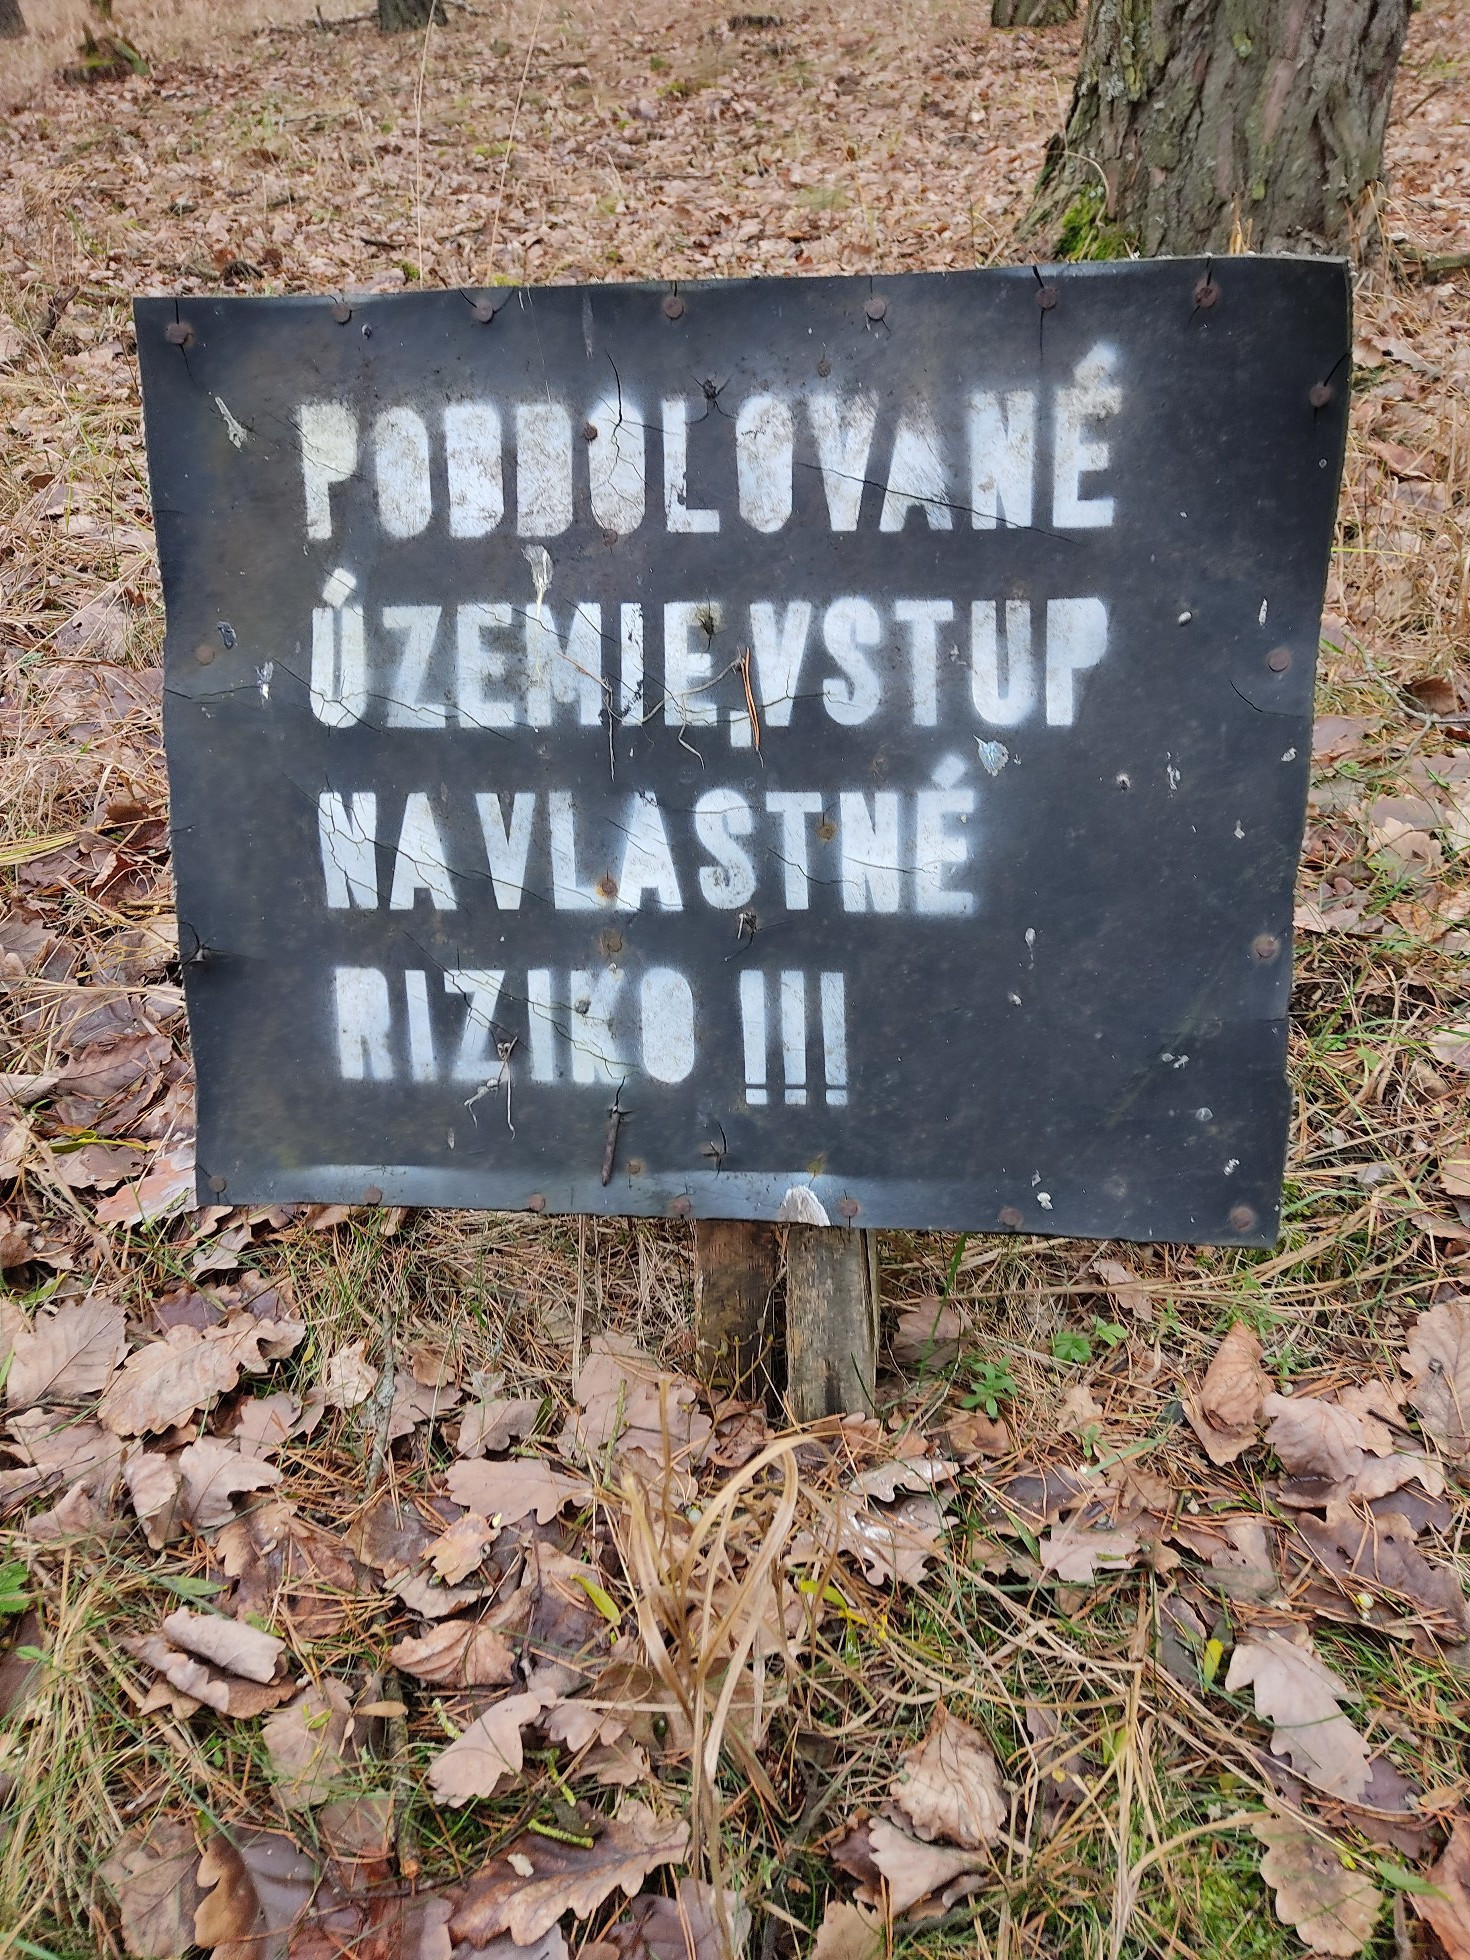 PODDOLOVANÉ
ÚZEMIE,VSTUP
NA VLASTNÉ
RIZIKO !!!